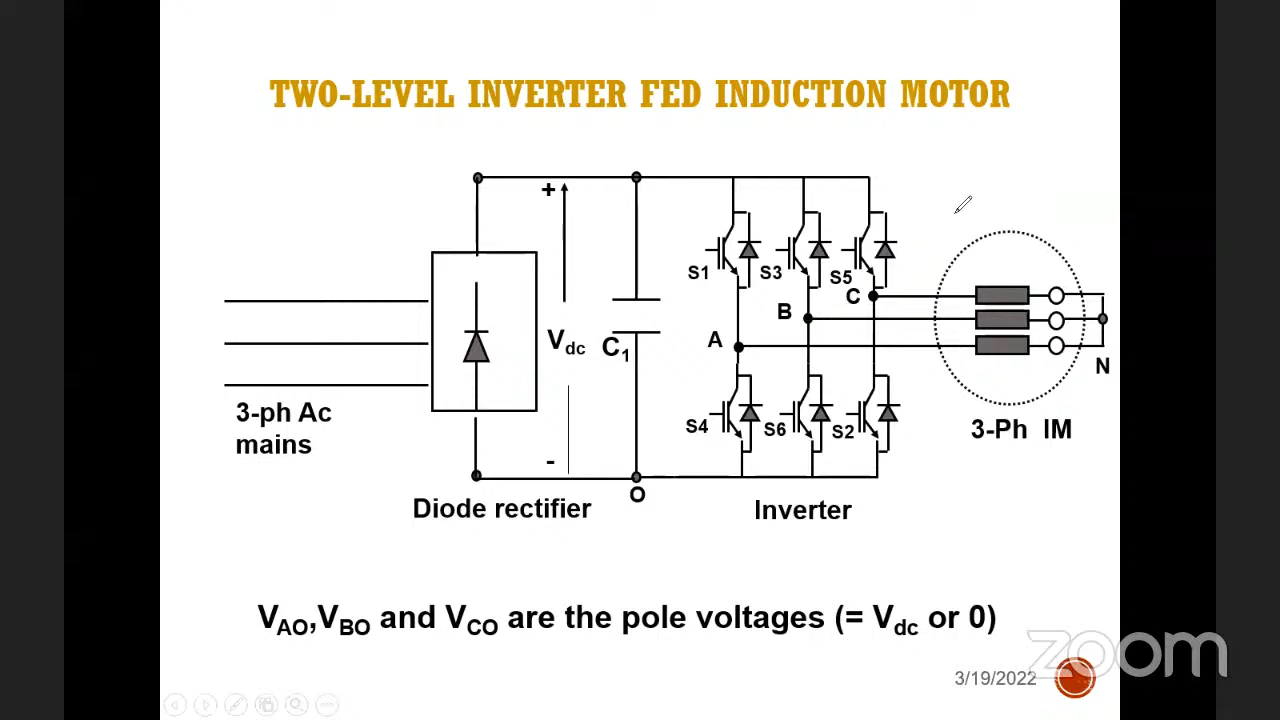 TWO-LEVEL INVERTER FED INDUCTION MOTOR
+
S1
S3
S5
C
B
A
Vdc
C1
N
3-ph Ac
mains
S4
S6
S2
3-Ph IM
-
O
Diode rectifier
Inverter
VAO,VBO and VCO are the pole voltages (= Vdc or 0)
zoom
3/19/2022